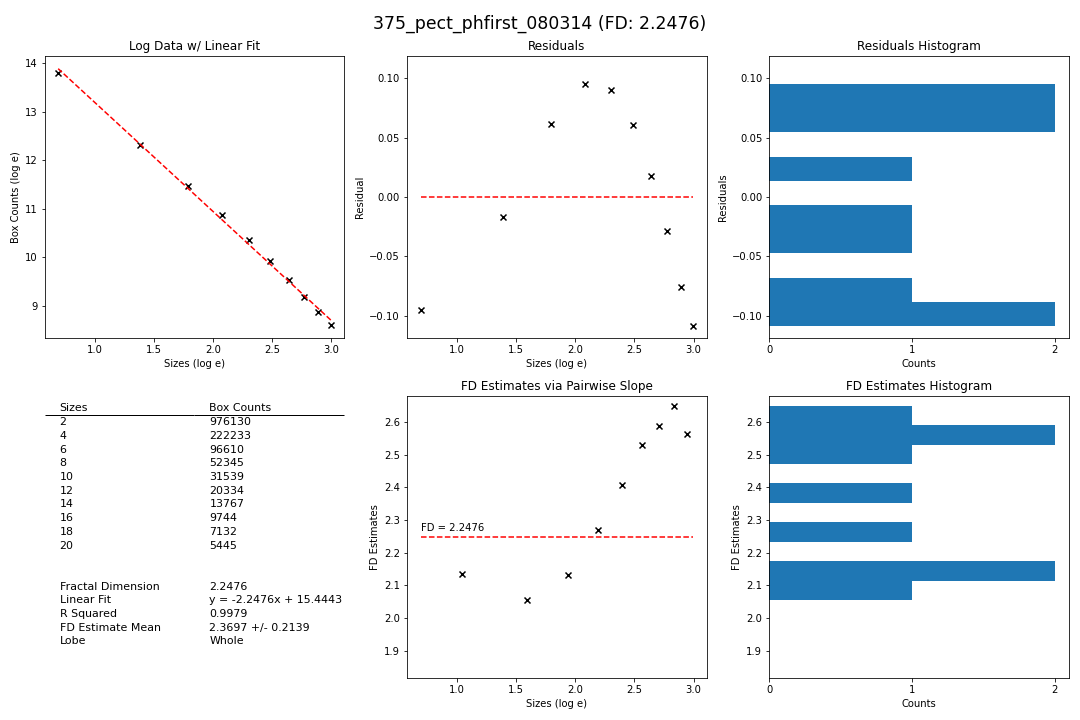 375_pect_phfirst_080314 (FD: 2.2476)
Log Data w/ Linear Fit
14
13
12
11
10
9
Box Counts (log e)
1.0 1.5 2.0 2.5 3.0
Sizes (log e)
Residuals
0.10
0.05
0.00
−0.05
−0.10
Residual
1.0 1.5 2.0 2.5 3.0
Sizes (log e)
Residuals Histogram
0.10
0.05
0.00
−0.05
−0.10
Residuals
0 1 2
Counts
Sizes Box Counts
2 976130
4 222233
6 96610
8 52345
10 31539
12 20334
14 13767
16 9744
18 7132
20 5445
Fractal Dimension 2.2476
Linear Fit y = -2.2476x + 15.4443
R Squared 0.9979
FD Estimate Mean 2.3697 +/- 0.2139
Lobe Whole
FD Estimates via Pairwise Slope
2.6
2.5
2.4
2.3
2.2
2.1
2.0
1.9
FD Estimates
FD = 2.2476
1.0 1.5 2.0 2.5 3.0
Sizes (log e)
FD Estimates Histogram
2.6
2.5
2.4
2.3
2.2
2.1
2.0
1.9
FD Estimates
0 1 2
Counts